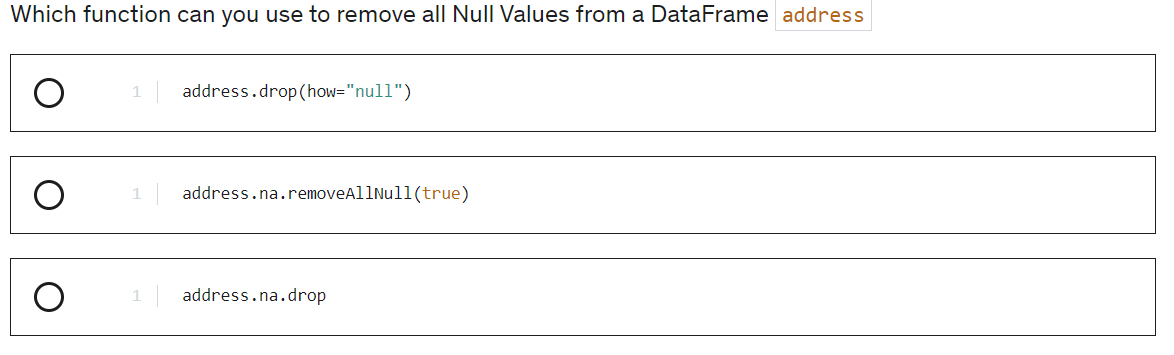 Which function can you use to remove all Null Values from a DataFrame address
1 address.drop(how="null")
1 address.na.removeAllNull(true)
1 address.na.drop